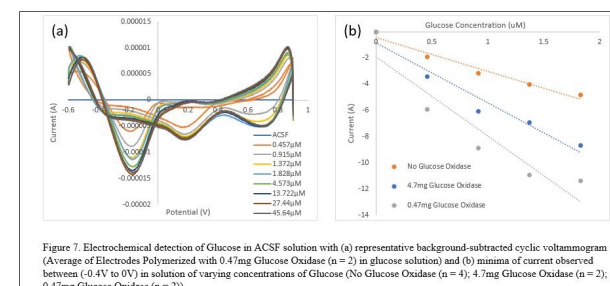 (a)
0.000015
0.00001
0.000005
0
-0.6
-0.4
-0.2
0.8
1
-0.00001
-0.000015
-0.00002
Current (A)
Potential (V)
ACSF
0.457µM
0.915µM
1.372µM
1.828µM
4.573µM
13.722µM
27.44µM
45.64µM
(b)
Glucose Concentration (uM)
0.5
1
1.5
2
-2
-4
-6
-8
-10
-12
-14
Current (A)
No Glucose Oxidase
4.7mg Glucose Oxidase
0.47mg Glucose Oxidase
Figure 7. Electrochemical detection of Glucose in ACSF solution with (a) representative background-subtracted cyclic voltammogram
(Average of Electrodes Polymerized with 0.47mg Glucose Oxidase (n = 2) in glucose solution) and (b) minima of current observed
between (-0.4V to 0V) in solution of varying concentrations of Glucose (No Glucose Oxidase (n = 4); 4.7mg Glucose Oxidase (n = 2);
0.47mg Glucose Oxidase (n = 2))